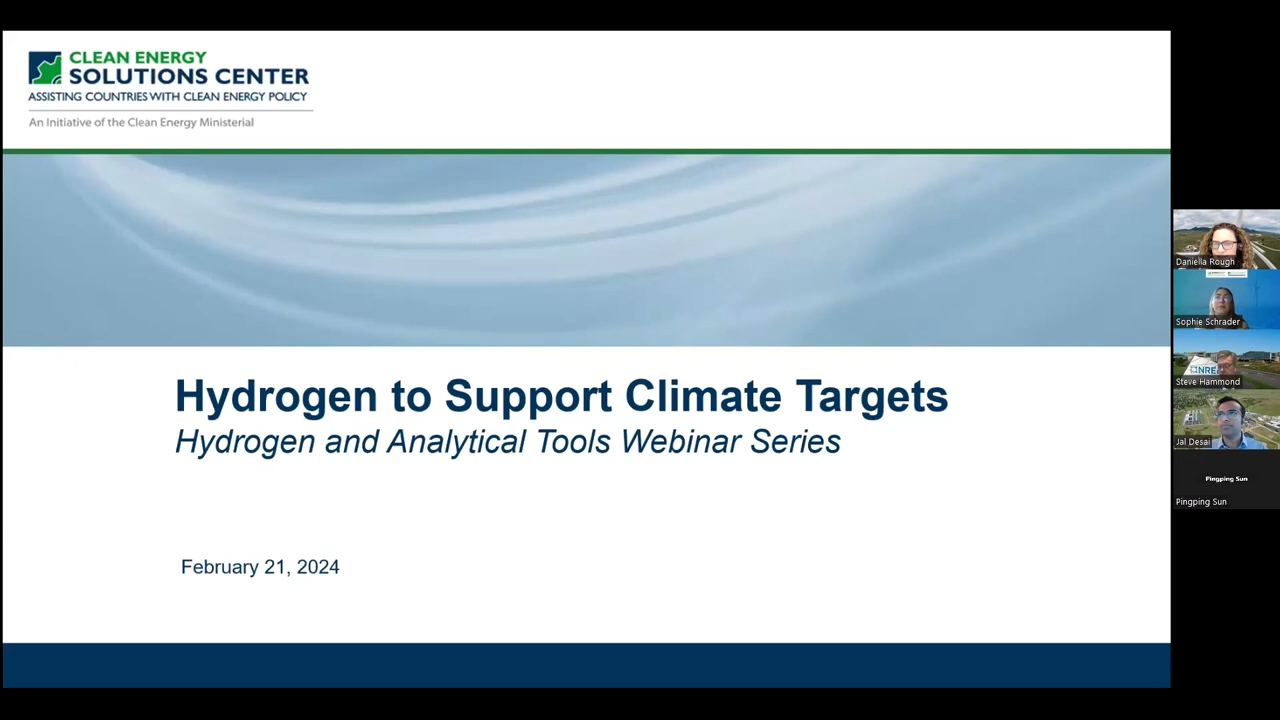 CLEAN ENERGY
SOLUTIONS CENTER
ASSISTING COUNTRIES WITH CLEAN ENERGY POLICY
An Initiative of the Clean Energy Ministerial
Hydrogen to Support Climate Targets
Hydrogen and Analytical Tools Webinar Series
February 21, 2024
Daniella Rough
Sophie Schrader
NRE
Steve Hammond
Jal Desai
Pingping Sun
Pingping Sun